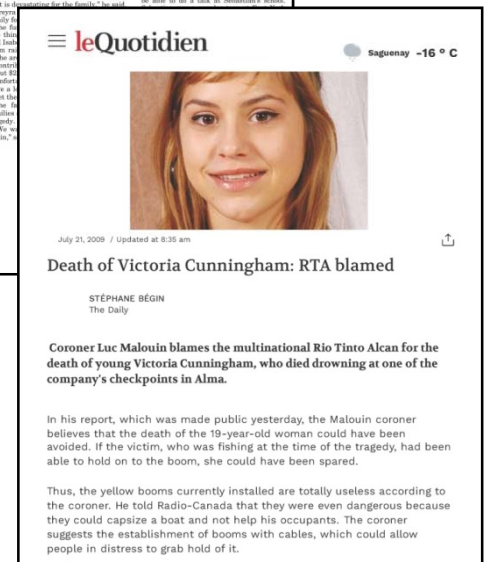 t is devastating for the family," he said.
≡ leQuotidien
Saguenay -16 ° C
July 21, 2009 / Updated at 8:35 am
Death of Victoria Cunningham: RTA blamed
STÉPHANE BÉGIN
The Daily
Coroner Luc Malouin blames the multinational Rio Tinto Alcan for the
death of young Victoria Cunningham, who died drowning at one of the
company's checkpoints in Alma.
In his report, which was made public yesterday, the Malouin coroner
believes that the death of the 19-year-old woman could have been
avoided. If the victim, who was fishing at the time of the tragedy, had been
able to hold on to the boom, she could have been spared.
Thus, the yellow booms currently installed are totally useless according to
the coroner. He told Radio-Canada that they were even dangerous because
they could capsize a boat and not help his occupants. The coroner
suggests the establishment of booms with cables, which could allow
people in distress to grab hold of it.